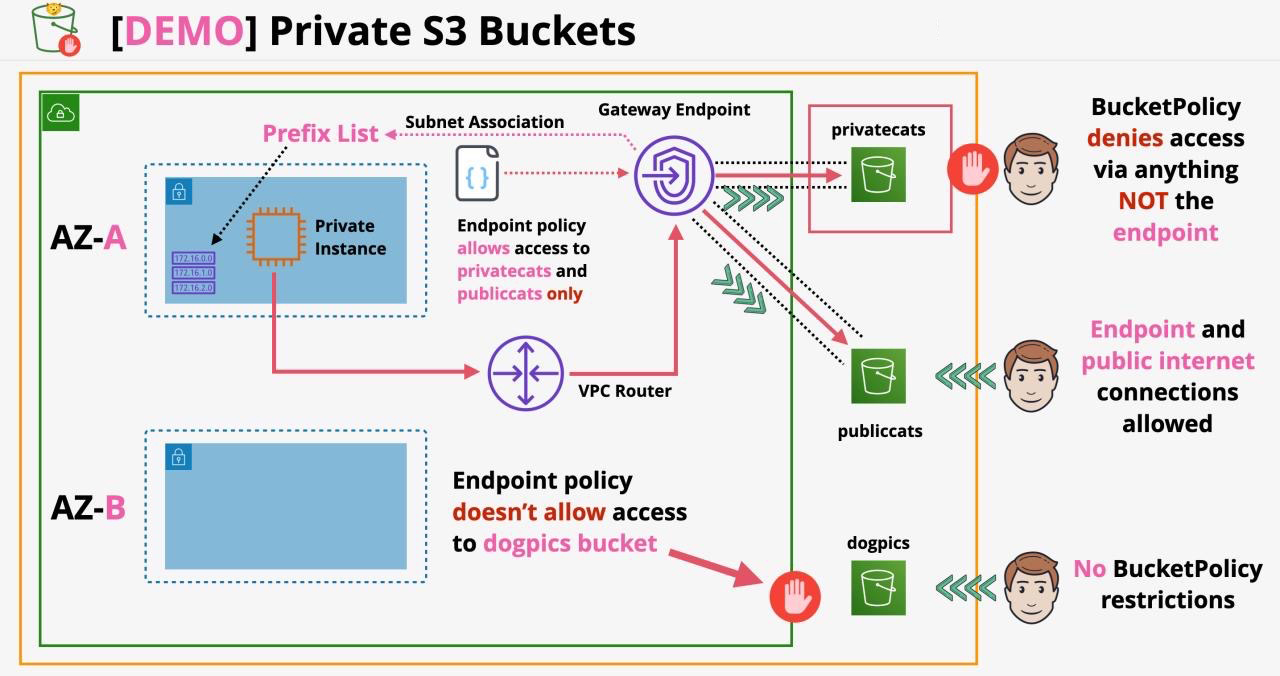 [DEMO] Private S3 Buckets
Gateway Endpoint
Subnet Association
Prefix List
privatecats
BucketPolicy
denies access
via anything
NOT the
endpoint
AZ-A
Private
Instance
172.16.0.0
172.16.1.0
172.16.2.0
{ }
Endpoint policy
allows access to
privatecats and
publiccats only
VPC Router
publiccats
Endpoint and
public internet
connections
allowed
AZ-B
Endpoint policy
doesn’t allow access
to dogpics bucket
dogpics
No BucketPolicy
restrictions